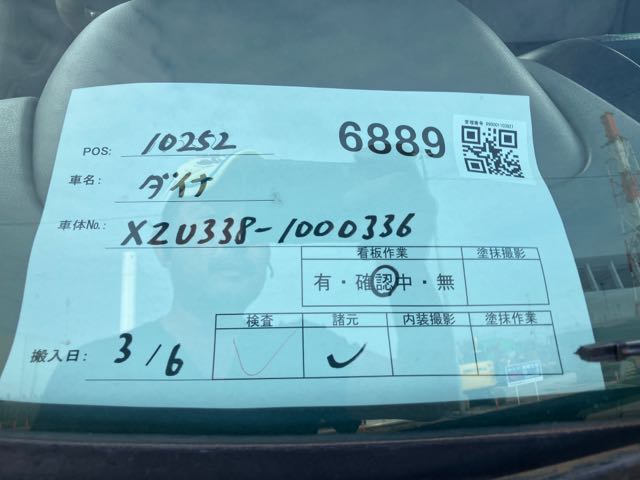 POS: 10252
6889
車名: ダイナ
車体No.: XZU338-1000336
看板作業 塗抹撮影
有・確認中・無
検査 諸元 内装撮影 塗抹作業
搬入日: 3/6 ✓ ✓